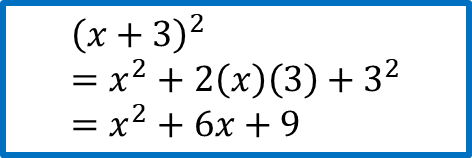 (x + 3)²
= x² + 2(x)(3) + 3²
= x² + 6x + 9